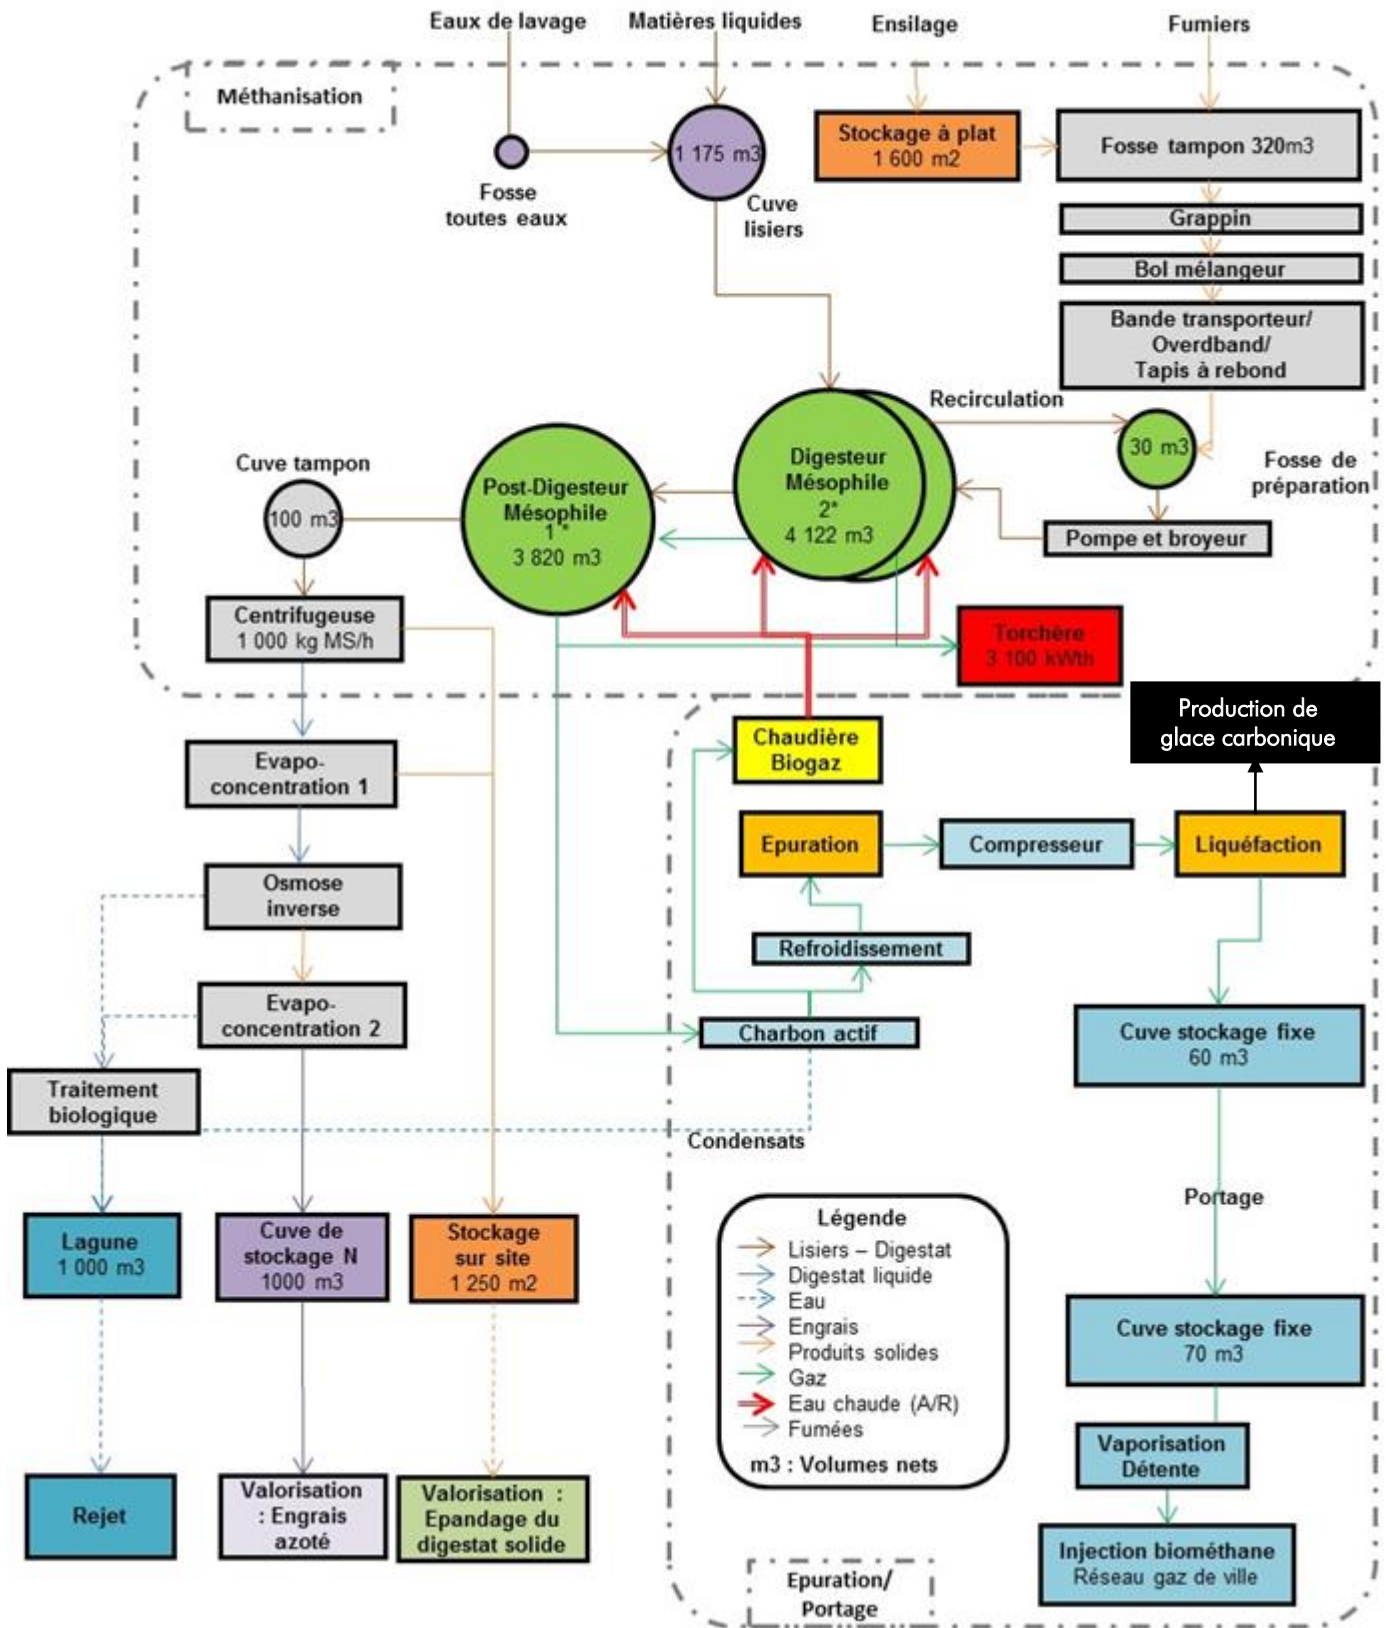 Eaux de lavage
Matières liquides
Ensilage
Fumiers
Méthanisation
Stockage à plat
1 600 m2
Fosse tampon 320m3
1 175 m3
Fosse
toutes eaux
Cuve
lisiers
Grappin
Bol mélangeur
Bande transporteur/
Overdband/
Tapis à rebond
Recirculation
30 m3
Fosse de
préparation
Digesteur
Mésophile
2*
4 122 m3
Post-Digesteur
Mésophile
1*
3 820 m3
Cuve tampon
100 m3
Pompe et broyeur
Centrifugeuse
1 000 kg MS/h
Torchère
3 100 kWth
Production de
glace carbonique
Chaudière
Biogaz
Evapo-
concentration 1
Epuration
Compresseur
Liquéfaction
Osmose
inverse
Refroidissement
Evapo-
concentration 2
Charbon actif
Cuve stockage fixe
60 m3
Traitement
biologique
Condensats
Portage
Lagune
1 000 m3
Cuve de
stockage N
1000 m3
Stockage
sur site
1 250 m2
Légende
Lisiers – Digestat
Digestat liquide
Eau
Engrais
Produits solides
Gaz
Eau chaude (A/R)
Fumées
m3 : Volumes nets
Cuve stockage fixe
70 m3
Vaporisation
Détente
Rejet
Valorisation
: Engrais
azoté
Valorisation :
Epandage du
digestat solide
Injection biométhane
Réseau gaz de ville
Epuration/
Portage